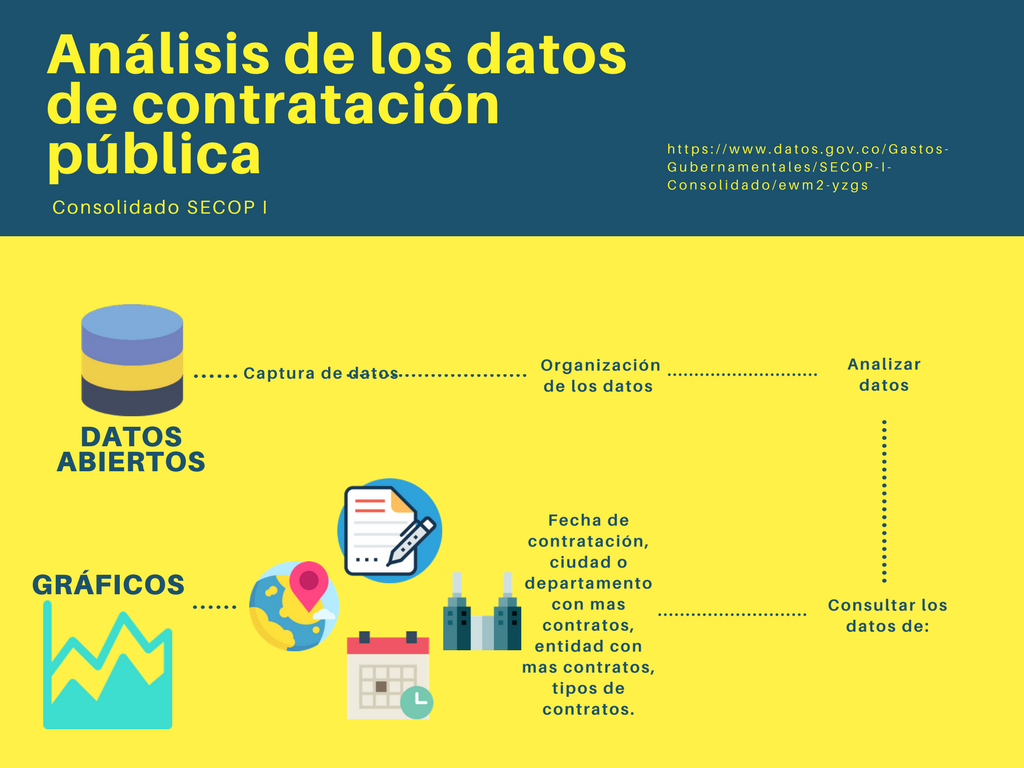 Análisis de los datos
de contratación
pública
Consolidado SECOP I
https://www.datos.gov.co/Gastos-
Gubernamentales/SECOP-I-
Consolidado/ewm2-yzgs
DATOS
ABIERTOS
Captura de datos
Organización
de los datos
Analizar
datos
Consultar los
datos de:
Fecha de
contratación,
ciudad o
departamento
con mas
contratos,
entidad con
mas contratos,
tipos de
contratos.
GRÁFICOS